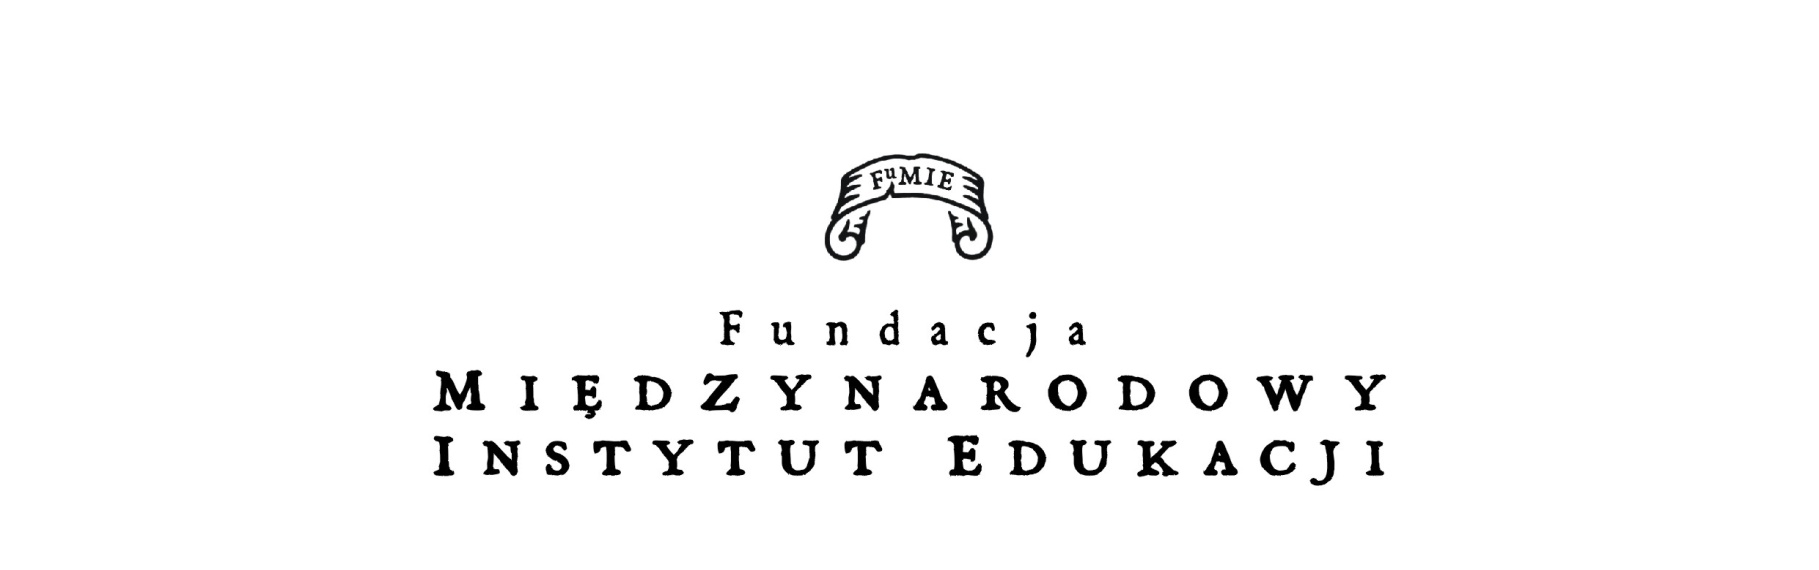 FuMIE
Fundacja
MIĘDZYNARODOWY
INSTYTUT EDUKACJI